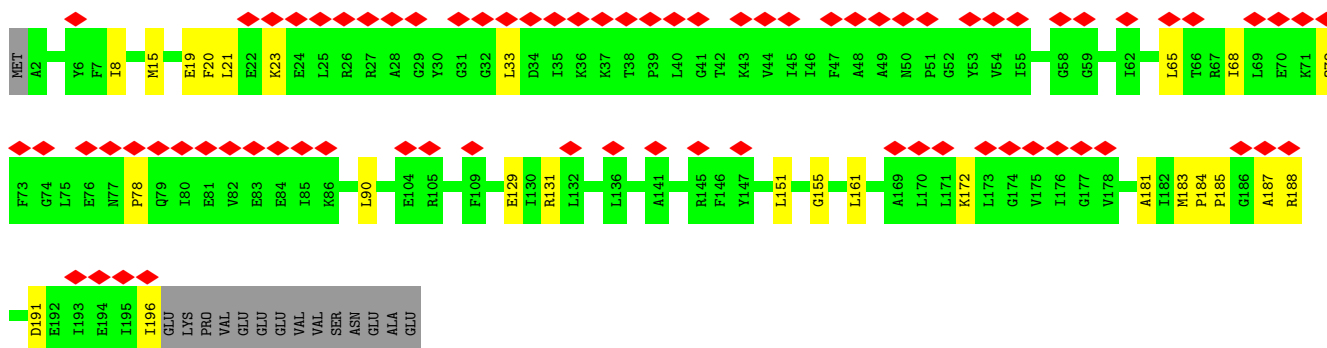 MET A2 Y6 F7 I8 M15 E19 F20 L21 E22 K23 E24 L25 R26 R27 A28 G29 Y30 G31 G32 L33 D34 I35 K36 K37 T38 P39 L40 G41 T42 K43 V44 I45 I46 F47 A48 A49 N50 P51 G52 Y53 V54 I55 G58 G59 I62 L65 T66 R67 I68 L69 E70 K71
F73 G74 L75 E76 N77 P78 Q79 I80 E81 V82 E83 E84 I85 K86 L90 E104 R105 F109 E129 I130 R131 L132 L136 A141 R145 F146 Y147 L151 G155 L161 A169 L170 L171 K172 L173 G174 V175 I176 G177 V178 A181 I182 M183 P184 P185 G186 A187 R188
D191 E192 I193 E194 I195 I196 GLU LYS PRO VAL GLU GLU GLU VAL VAL SER ASN GLU ALA GLU